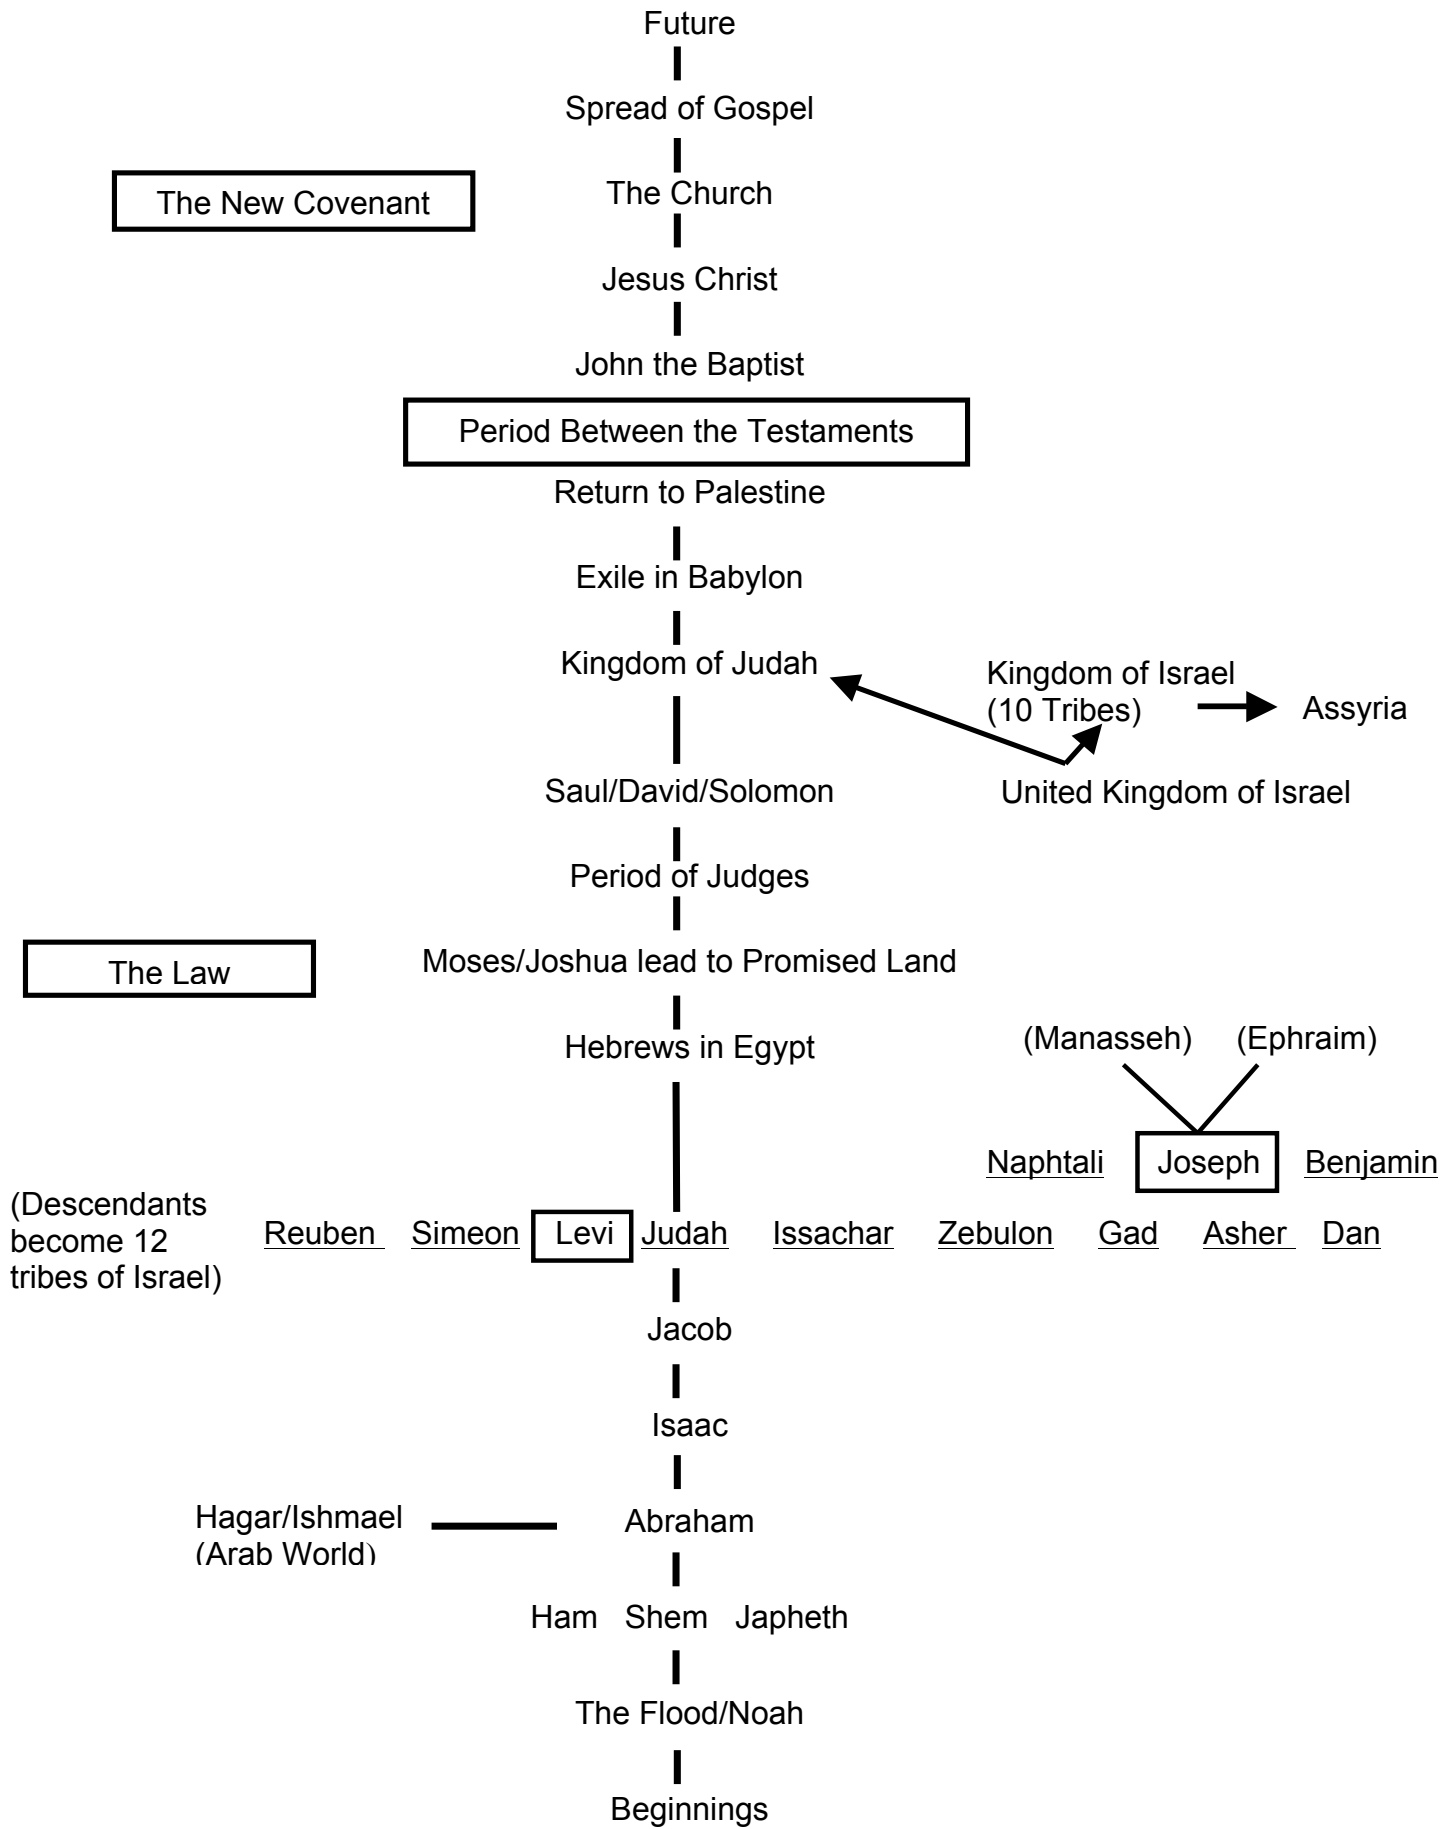 Future
Spread of Gospel
The New Covenant
The Church
Jesus Christ
John the Baptist
Period Between the Testaments
Return to Palestine
Exile in Babylon
Kingdom of Judah
Kingdom of Israel
(10 Tribes)
Assyria
Saul/David/Solomon
United Kingdom of Israel
Period of Judges
The Law
Moses/Joshua lead to Promised Land
Hebrews in Egypt
(Manasseh)
(Ephraim)
Naphtali
Joseph
Benjamin
(Descendants
become 12
tribes of Israel)
Reuben
Simeon
Levi
Judah
Issachar
Zebulon
Gad
Asher
Dan
Jacob
Isaac
Hagar/Ishmael
(Arab World)
Abraham
Ham Shem Japheth
The Flood/Noah
Beginnings